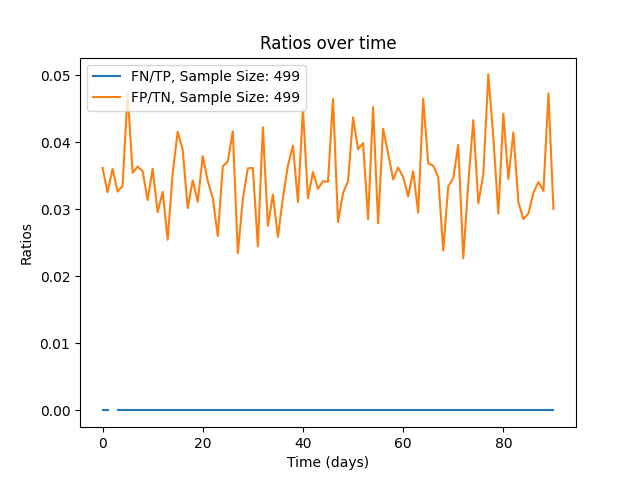 Ratios over time
FN/TP, Sample Size: 499
FP/TN, Sample Size: 499
0.05
0.04
0.03
0.02
0.01
0.00
Ratios
0
20
40
60
80
Time (days)